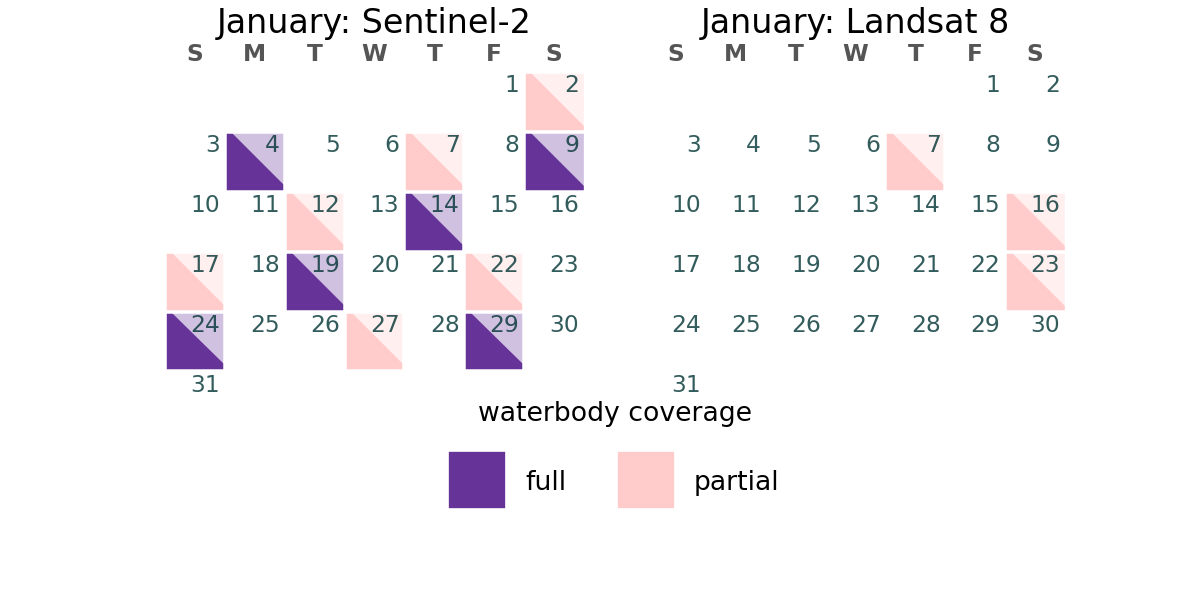 January: Sentinel-2
S M T W T F S
1 2
3 4 5 6 7 8 9
10 11 12 13 14 15 16
17 18 19 20 21 22 23
24 25 26 27 28 29 30
31
January: Landsat 8
S M T W T F S
1 2
3 4 5 6 7 8 9
10 11 12 13 14 15 16
17 18 19 20 21 22 23
24 25 26 27 28 29 30
31
waterbody coverage
full
partial